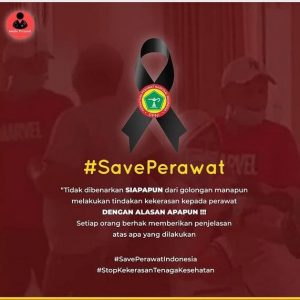 #SavePerawat
"Tidak dibenarkan SIAPAPUN dari golongan manapun
melakukan tindakan kekerasan kepada perawat
DENGAN ALASAN APAPUN !!!
Setiap orang berhak memberikan penjelasan
atas apa yang dilakukan
#SavePerawatIndonesia
#StopKekerasanTenagaKesehatan